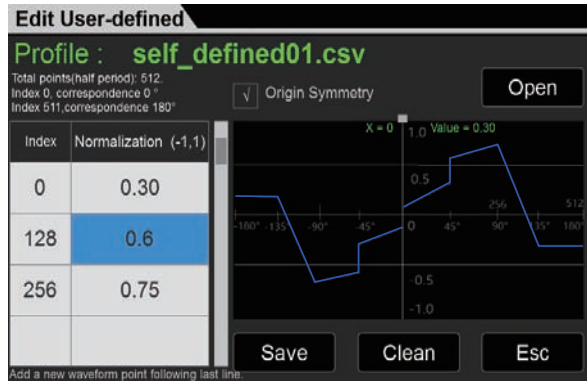 Edit User-defined
Profile : self_defined01.csv
Total points(half period): 512.
Index 0, correspondence 0 °
Index 511,correspondence 180°
√ Origin Symmetry
Open
Index Normalization (-1,1)
0 0.30
128 0.6
256 0.75
X = 0 1.0 Value = 0.30
0.5
256 512
-180° -135° -90° -45° 0 45° 90° 135° 180°
-0.5
-1.0
Save Clean Esc
Add a new waveform point following last line.